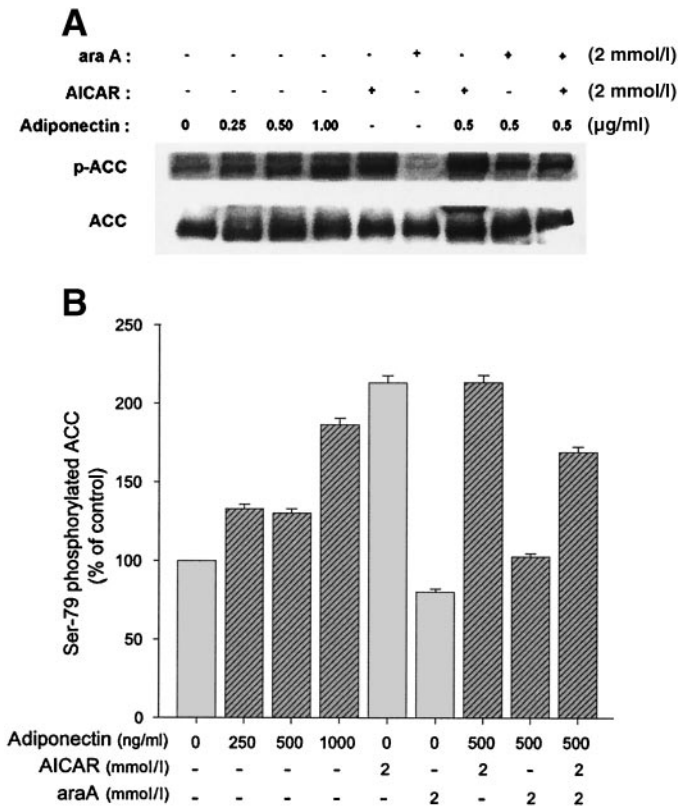 A
ara A : - - - - - + - + + (2 mmol/l)
AICAR : - - - - + - + - + (2 mmol/l)
Adiponectin : 0 0.25 0.50 1.00 - - 0.5 0.5 0.5 (μg/ml)
p-ACC
ACC
B
Ser-79 phosphorylated ACC
(% of control)
250
200
150
100
50
0
Adiponectin (ng/ml) 0 250 500 1000 0 0 500 500 500
AICAR (mmol/l) - - - - 2 - 2 - 2
araA (mmol/l) - - - - - 2 - 2 2